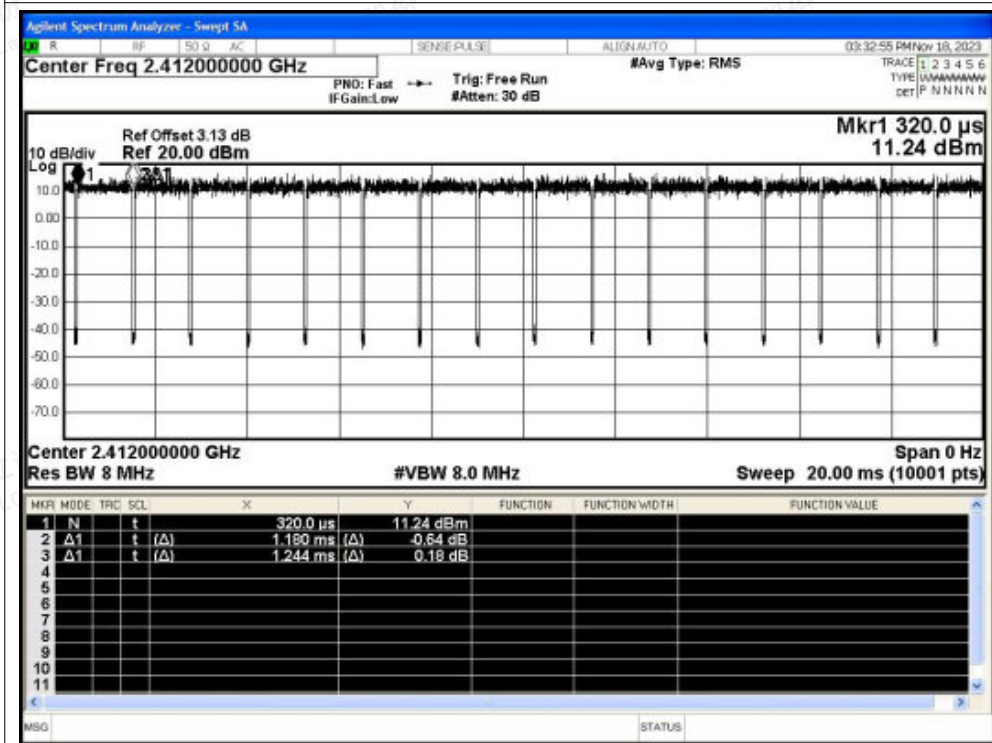 Agilent Spectrum Analyzer - Swept SA
R RF 50 Ω AC SENSE:PULSE ALIGN AUTO 03:32:55 PM Nov 18, 2023
Center Freq 2.412000000 GHz #Avg Type: RMS TRACE 1 2 3 4 5 6
PNO: Fast Trig: Free Run TYPE WWWWWW
IFGain:Low #Atten: 30 dB DET P N N N N N
Ref Offset 3.13 dB Mkr1 320.0 µs
10 dB/div Ref 20.00 dBm 11.24 dBm
Log 1 3Δ1
10.0
0.00
-10.0
-20.0
-30.0
-40.0
-50.0
-60.0
-70.0
Center 2.412000000 GHz Span 0 Hz
Res BW 8 MHz #VBW 8.0 MHz Sweep 20.00 ms (10001 pts)
MKR MODE TRC SCL X Y FUNCTION FUNCTION WIDTH FUNCTION VALUE
1 N t 320.0 µs 11.24 dBm
2 Δ1 t (Δ) 1.180 ms (Δ) -0.64 dB
3 Δ1 t (Δ) 1.244 ms (Δ) 0.18 dB
4
5
6
7
8
9
10
11
MSG STATUS